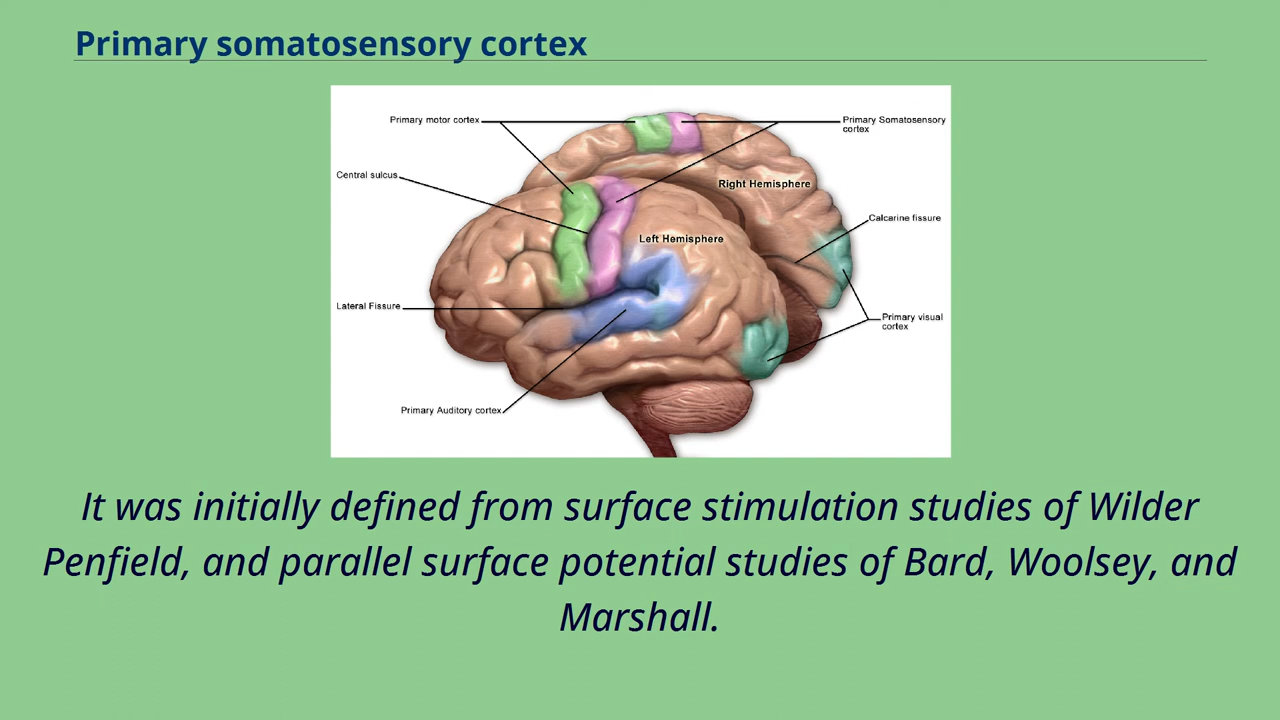 Primary somatosensory cortex
Primary motor cortex
Primary Somatosensory
cortex
Central sulcus
Right Hemisphere
Calcarine fissure
Left Hemisphere
Lateral Fissure
Primary visual
cortex
Primary Auditory cortex
It was initially defined from surface stimulation studies of Wilder
Penfield, and parallel surface potential studies of Bard, Woolsey, and
Marshall.